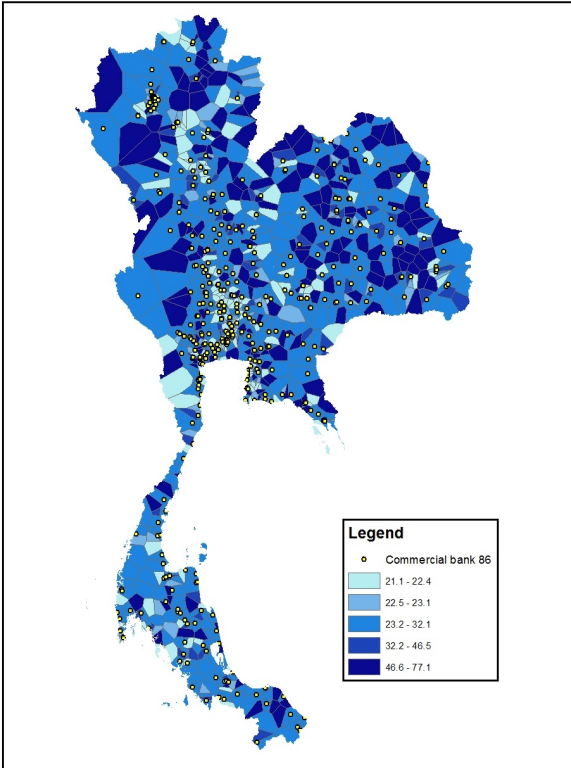 Legend
Commercial bank 86
21.1 - 22.4
22.5 - 23.1
23.2 - 32.1
32.2 - 46.5
46.6 - 77.1